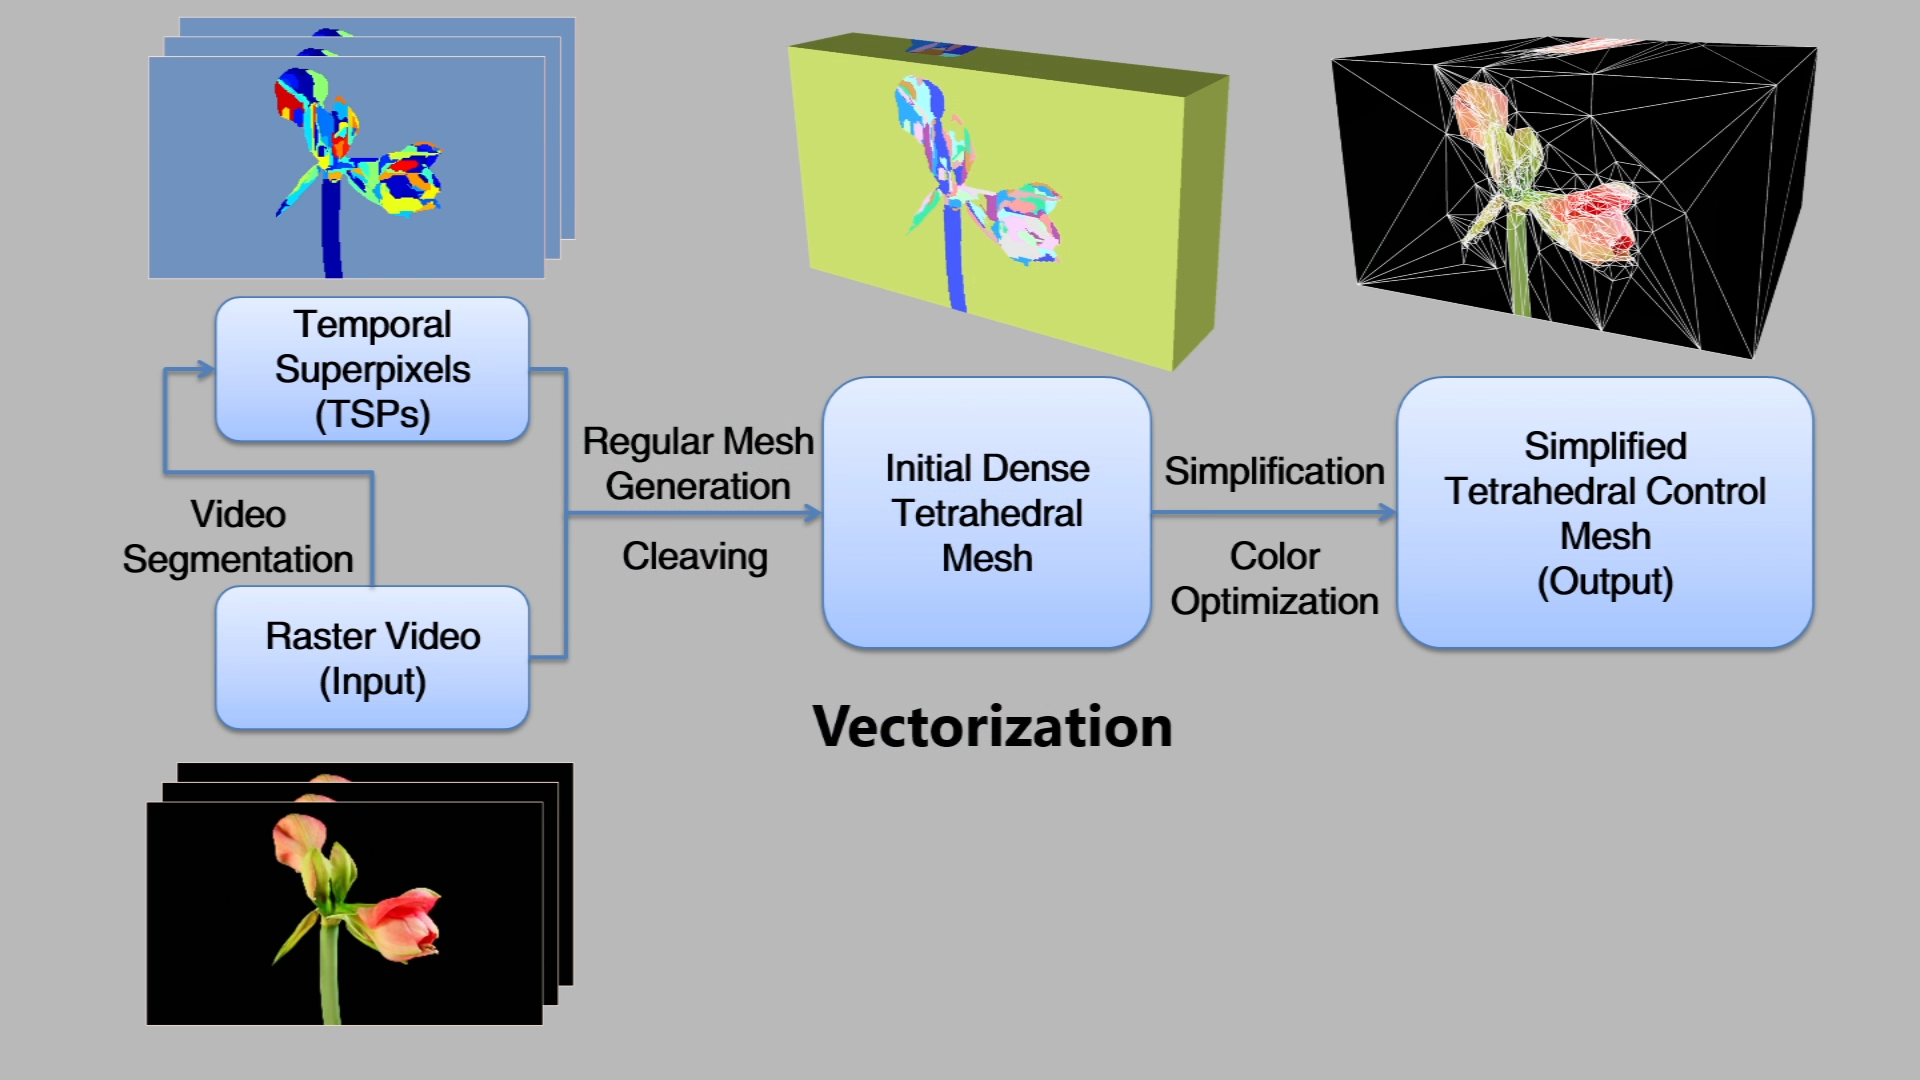 Temporal
Superpixels
(TSPs)
Video
Segmentation
Raster Video
(Input)
Regular Mesh
Generation
Cleaving
Initial Dense
Tetrahedral
Mesh
Simplification
Color
Optimization
Simplified
Tetrahedral Control
Mesh
(Output)
Vectorization